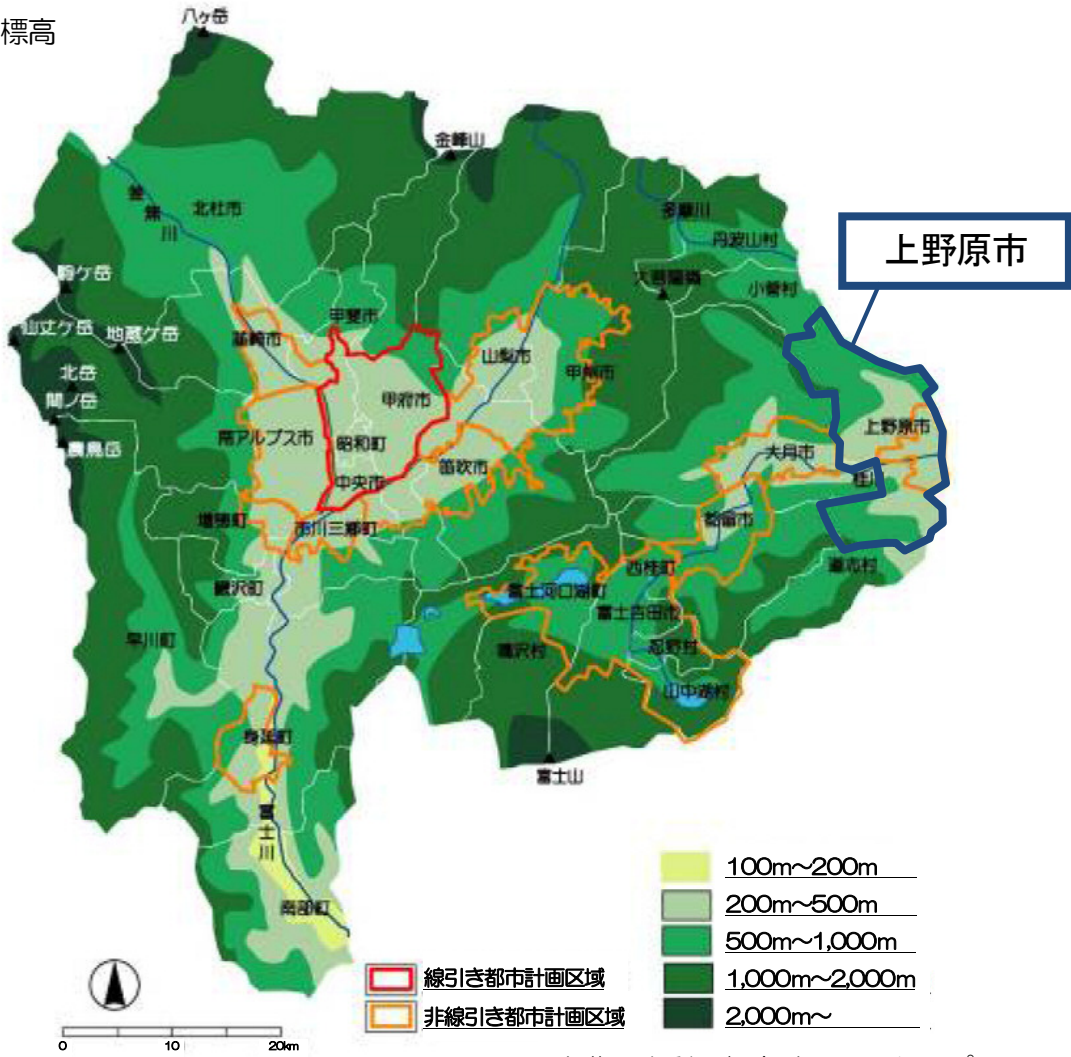 標高
八ヶ岳
金峰山
釜無川
北杜市
多摩川
丹波山村
上野原市
駒ケ岳
大菩薩嶺
小菅村
仙丈ケ岳
地蔵ケ岳
甲斐市
韮崎市
山梨市
甲州市
北岳
間ノ岳
甲府市
上野原市
南アルプス市
昭和町
農鳥岳
笛吹市
大月市
中央市
桂川
増穂町
市川三郷町
都留市
西桂町
道志村
鰍沢町
富士河口湖町
富士吉田市
早川町
鳴沢村
忍野村
山中湖村
身延町
富士山
富士川
南部町
100m～200m
200m～500m
500m～1,000m
1,000m～2,000m
2,000m～
線引き都市計画区域
非線引き都市計画区域
0 10 20km